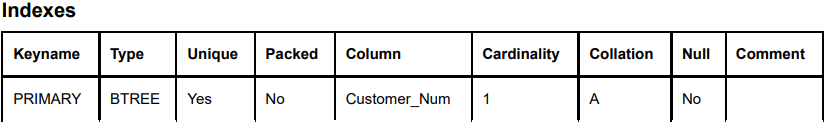 Indexes
Keyname Type Unique Packed Column Cardinality Collation Null Comment
PRIMARY BTREE Yes No Customer_Num 1 A No